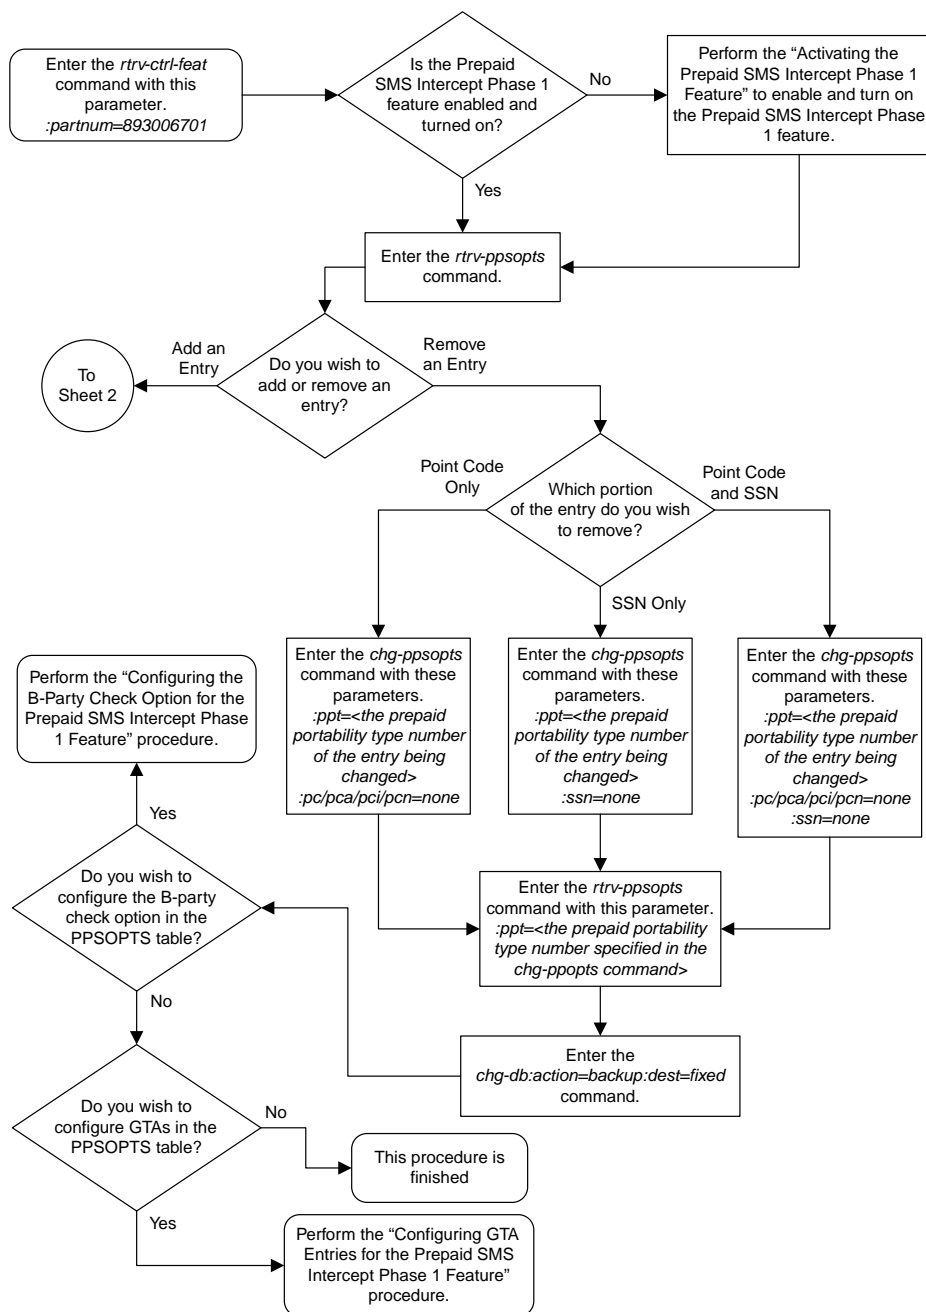 Enter the rtrv-ctrl-feat
command with this
parameter.
:partnum=893006701
Is the Prepaid
SMS Intercept Phase 1
feature enabled and
turned on?
No
Perform the “Activating the
Prepaid SMS Intercept Phase 1
Feature” to enable and turn on
the Prepaid SMS Intercept Phase
1 feature.
Yes
Enter the rtrv-ppsopts
command.
Do you wish to
add or remove an
entry?
Add an
Entry
To
Sheet 2
Remove
an Entry
Which portion
of the entry do you wish
to remove?
Point Code
Only
Point Code
and SSN
SSN Only
Enter the chg-ppsopts
command with these
parameters.
:ppt=<the prepaid
portability type number
of the entry being
changed>
:pc/pca/pci/pcn=none
Enter the chg-ppsopts
command with these
parameters.
:ppt=<the prepaid
portability type number
of the entry being
changed>
:ssn=none
Enter the chg-ppsopts
command with these
parameters.
:ppt=<the prepaid
portability type number
of the entry being
changed>
:pc/pca/pci/pcn=none
:ssn=none
Enter the rtrv-ppsopts
command with this parameter.
:ppt=<the prepaid portability
type number specified in the
chg-ppopts command>
Enter the
chg-db:action=backup:dest=fixed
command.
Do you wish to
configure the B-party
check option in the
PPSOPTS table?
Yes
Perform the “Configuring the
B-Party Check Option for the
Prepaid SMS Intercept Phase
1 Feature” procedure.
No
Do you wish to
configure GTAs in the
PPSOPTS table?
No
This procedure is
finished
Yes
Perform the “Configuring GTA
Entries for the Prepaid SMS
Intercept Phase 1 Feature”
procedure.